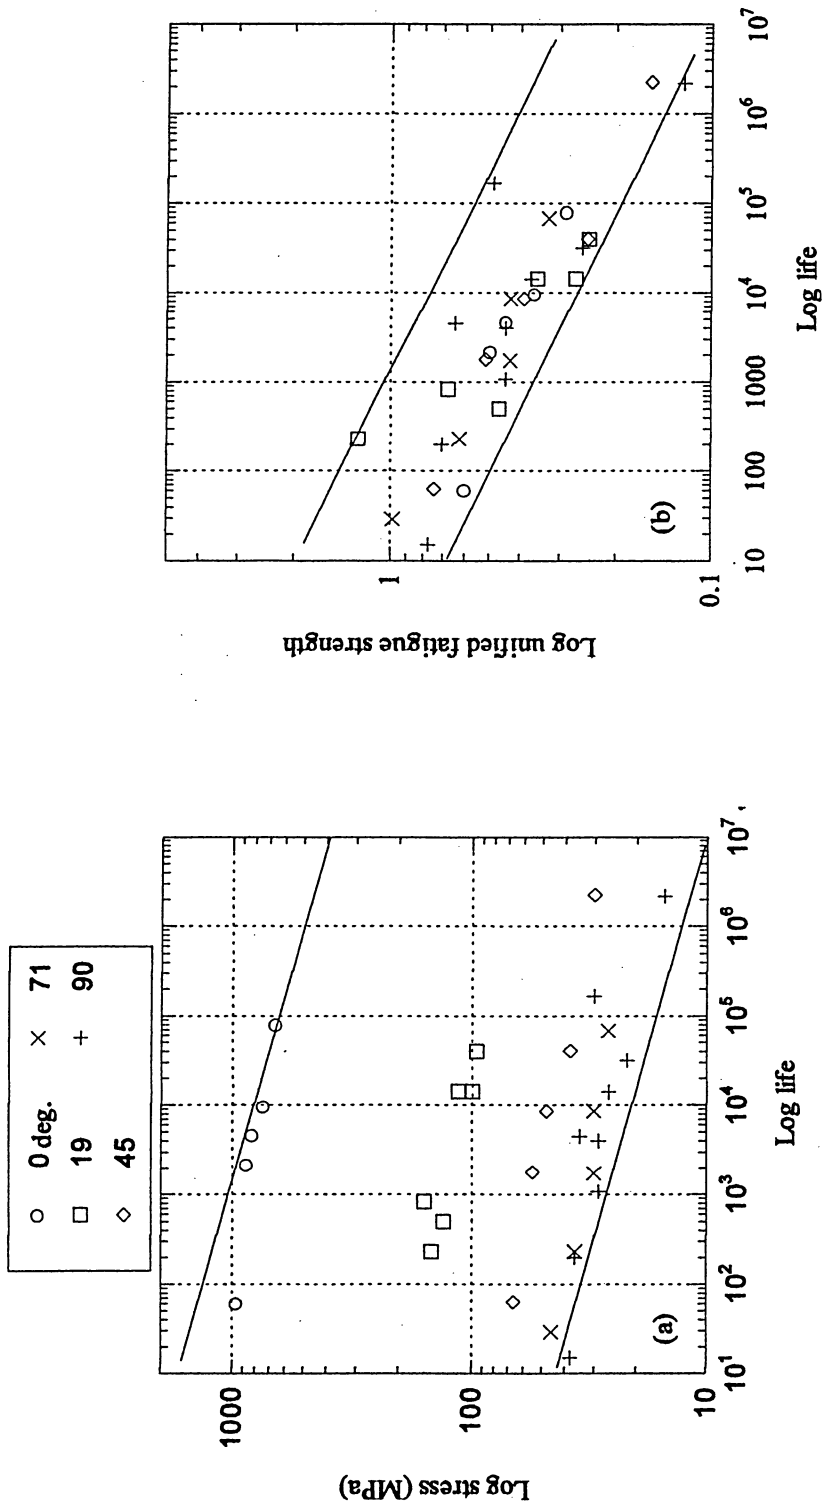 0 deg. 71
19 90
45
Log stress (MPa)
1000
100
10
10¹ 10² 10³ 10⁴ 10⁵ 10⁶ 10⁷
Log life
(a)
Log unified fatigue strength
1
0.1
10 100 1000 10⁴ 10⁵ 10⁶ 10⁷
Log life
(b)